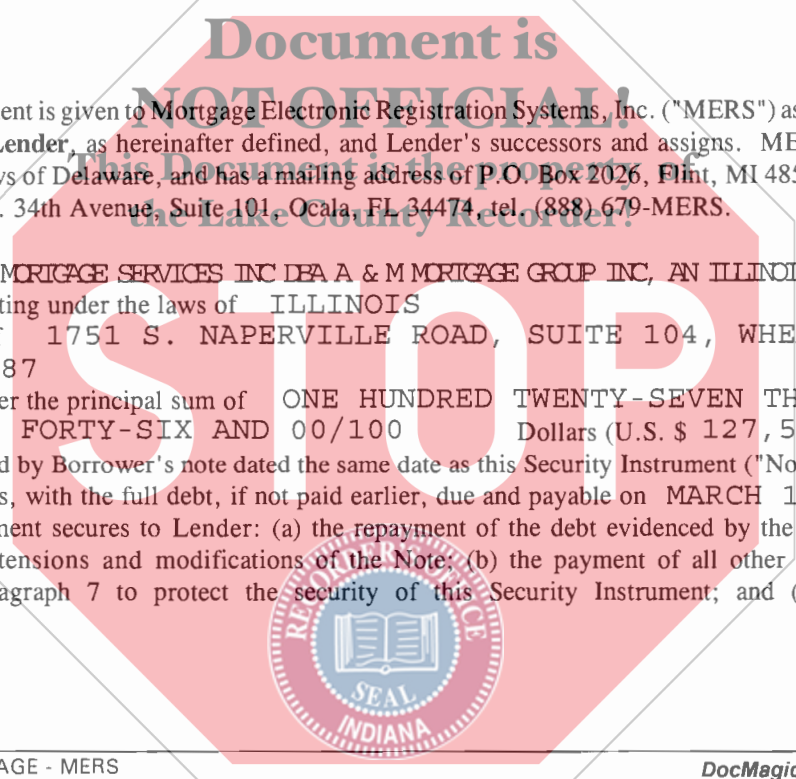 Document is
NOT OFFICIAL!
ent is given to Mortgage Electronic Registration Systems, Inc. ("MERS") as
Lender, as hereinafter defined, and Lender's successors and assigns. ME
This Document is the property of
vs of Delaware, and has a mailing address of P.O. Box 2026, Flint, MI 485
the Lake County Recorder!
. 34th Avenue, Suite 101, Ocala, FL 34474, tel. (888) 679-MERS.
MORTGAGE SERVICES INC DBA A & M MORTGAGE GROUP INC, AN ILLINOI
ting under the laws of ILLINOIS
1751 S. NAPERVILLE ROAD, SUITE 104, WHE
87
er the principal sum of ONE HUNDRED TWENTY-SEVEN TH
FORTY-SIX AND 00/100 Dollars (U.S. $ 127,5
d by Borrower's note dated the same date as this Security Instrument ("No
s, with the full debt, if not paid earlier, due and payable on MARCH 1
ment secures to Lender: (a) the repayment of the debt evidenced by the
tensions and modifications of the Note; (b) the payment of all other
agraph 7 to protect the security of this Security Instrument; and (
STOP
RECORDER'S OFFICE
SEAL
INDIANA
AGE - MERS
DocMagic